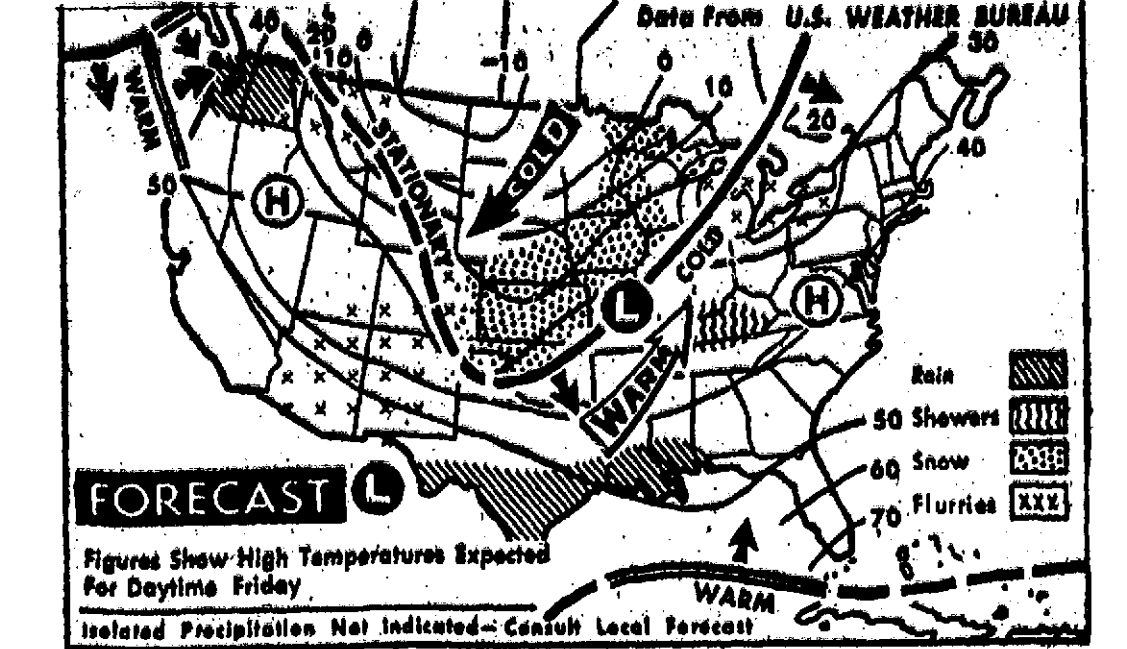 Data From U.S. WEATHER BUREAU
40
20
10
0
-10
0
10
20
30
40
WARM
STATIONARY
COLD
50
H
COLD
L
H
WARM
Rain
50 Showers
60 Snow
70 Flurries
XXX
FORECAST L
Figures Show High Temperatures Expected
For Daytime Friday
WARM
Isolated Precipitation Not Indicated- Consult Local Forecast